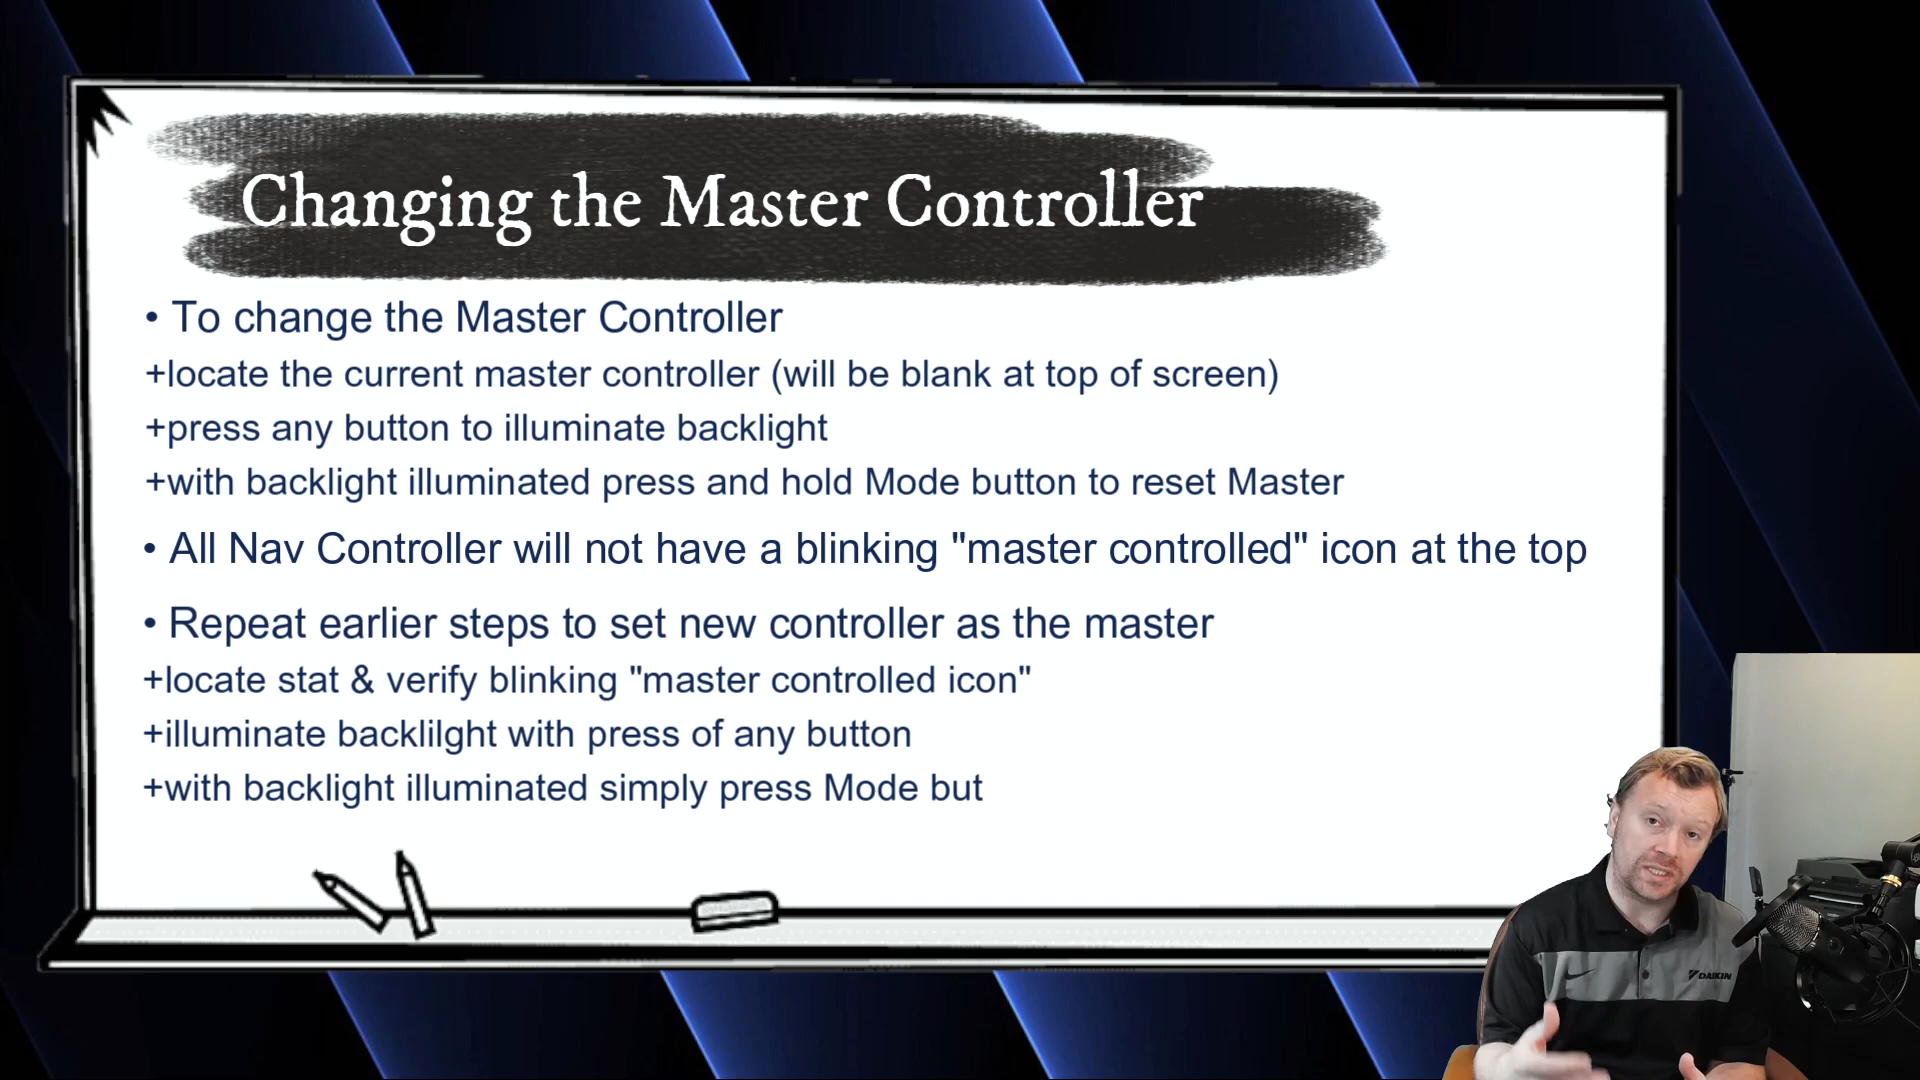 Changing the Master Controller
• To change the Master Controller
+locate the current master controller (will be blank at top of screen)
+press any button to illuminate backlight
+with backlight illuminated press and hold Mode button to reset Master
• All Nav Controller will not have a blinking "master controlled" icon at the top
• Repeat earlier steps to set new controller as the master
+locate stat & verify blinking "master controlled icon"
+illuminate backlilght with press of any button
+with backlight illuminated simply press Mode but
DAIKIN